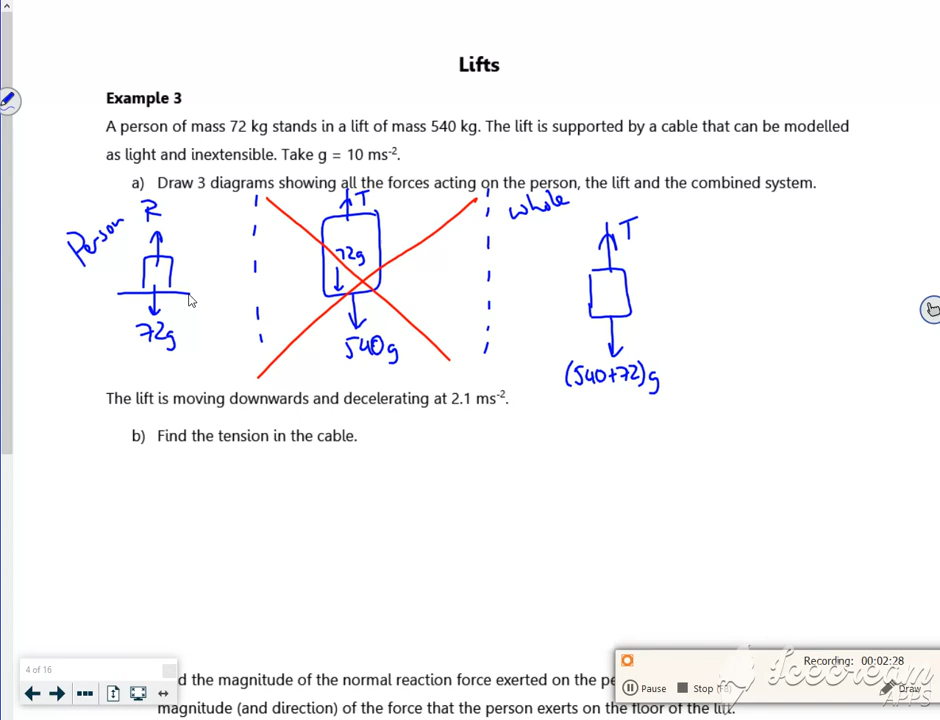 Lifts
Example 3
A person of mass 72 kg stands in a lift of mass 540 kg. The lift is supported by a cable that can be modelled
as light and inextensible. Take g = 10 ms⁻².
a) Draw 3 diagrams showing all the forces acting on the person, the lift and the combined system.
Person
R
72g
T
72g
540g
whole
T
(540+72)g
The lift is moving downwards and decelerating at 2.1 ms⁻².
b) Find the tension in the cable.
4 of 16
d the magnitude of the normal reaction force exerted on the pe
magnitude (and direction) of the force that the person exerts on the floor of the lift.
Recording: 00:02:28
Pause
Stop (F8)
Draw
Icecream
APPS